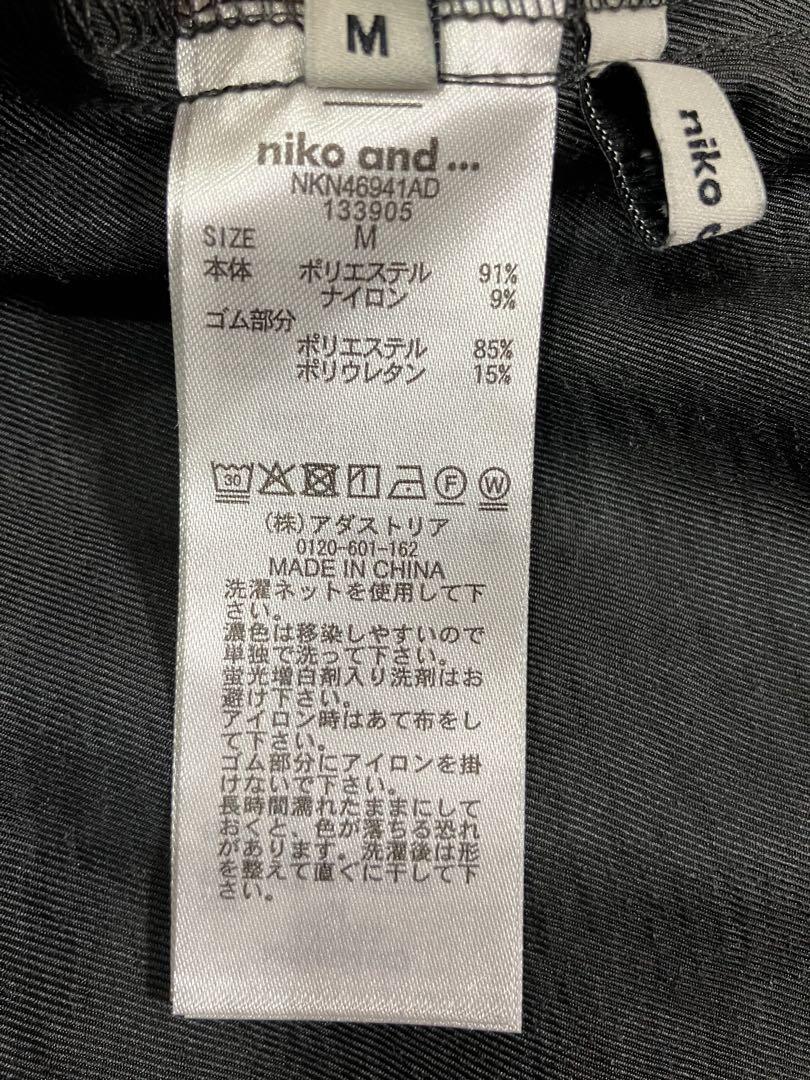 M
niko and ...
NKN46941AD
133905
SIZE M
本体 ポリエステル 91%
ナイロン 9%
ゴム部分
ポリエステル 85%
ポリウレタン 15%
30
F
W
(株)アダストリア
0120-601-162
MADE IN CHINA
洗濯ネットを使用して下
さい。
濃色は移染しやすいので
単独で洗って下さい。
蛍光増白剤入り洗剤はお
避け下さい。
アイロン時はあて布をし
て下さい。
ゴム部分にアイロンを掛
けないで下さい。
長時間濡れたままにして
おくと、色が落ちる恐れ
があります。洗濯後は形
を整えて直ぐに干して下
さい。
niko